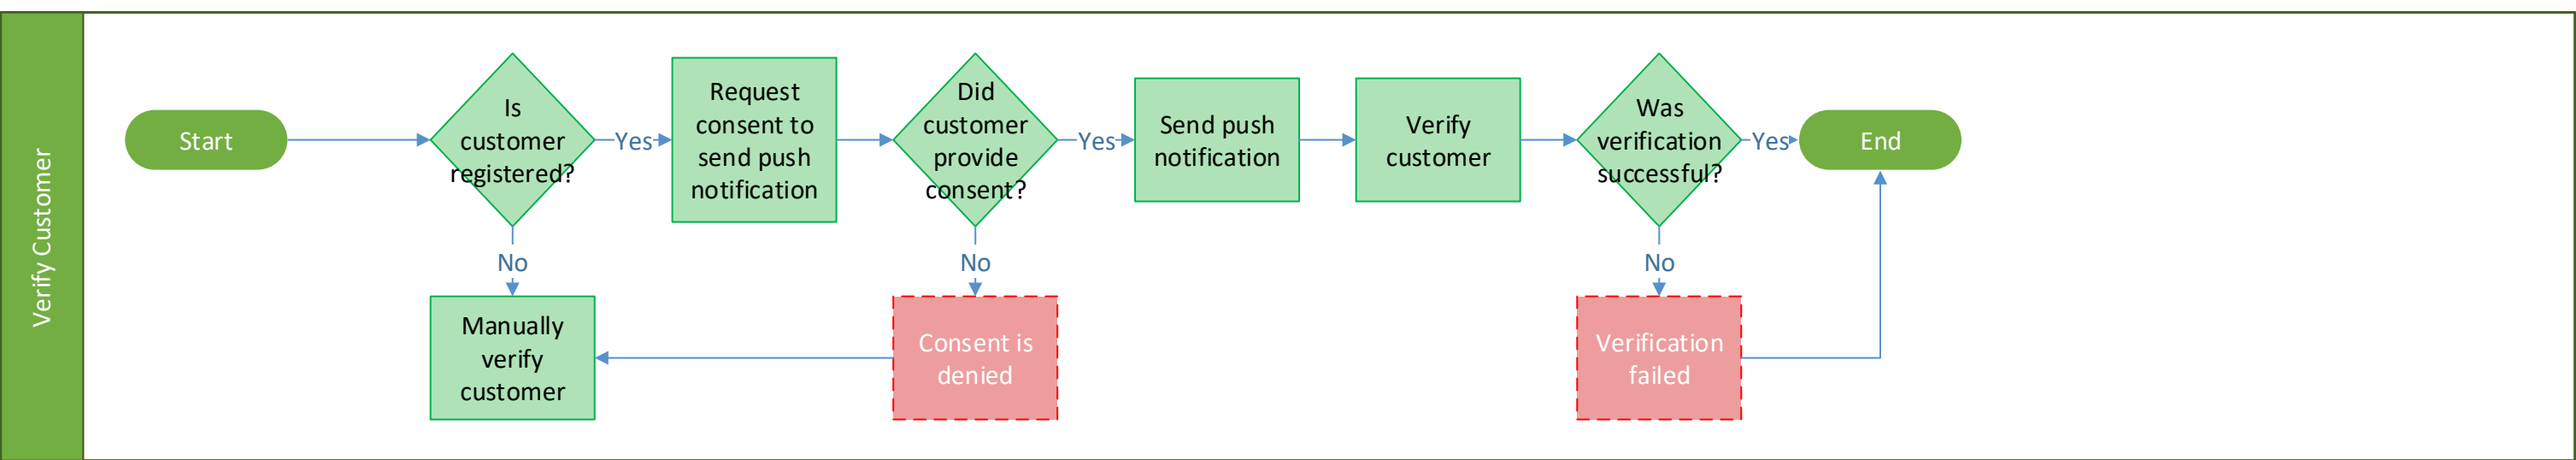 Verify Customer
Start
Is
customer
registered?
Yes
Request
consent to
send push
notification
Did
customer
provide
consent?
Yes
Send push
notification
Verify
customer
Was
verification
successful?
Yes
End
No
No
No
Manually
verify
customer
Consent is
denied
Verification
failed